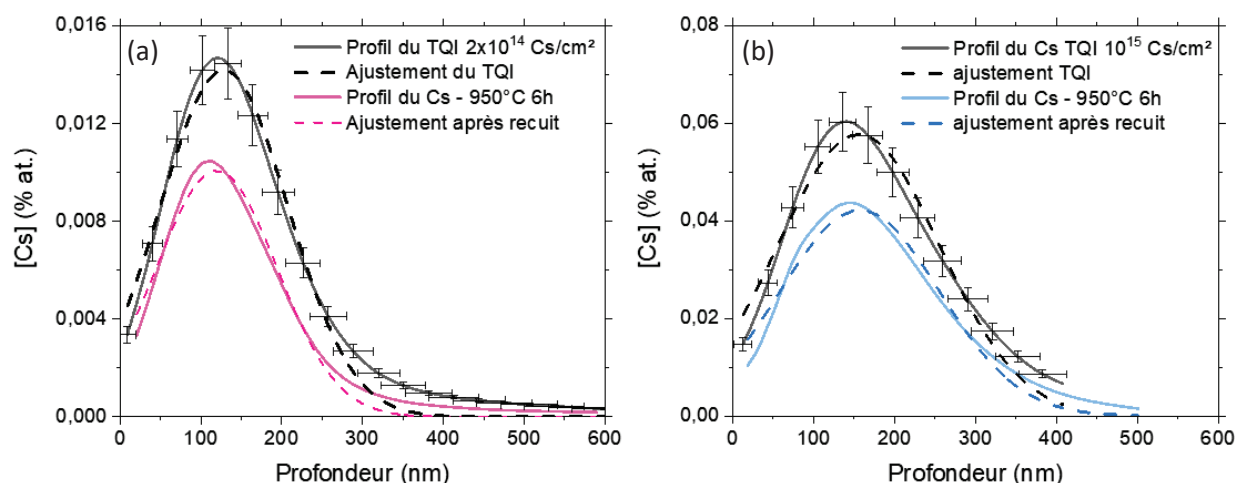 (a)
Profil du TQI 2x10¹⁴ Cs/cm²
Ajustement du TQI
Profil du Cs - 950°C 6h
Ajustement après recuit
0,016
0,012
0,008
0,004
0,000
[Cs] (% at.)
0 100 200 300 400 500 600
Profondeur (nm)
(b)
Profil du Cs TQI 10¹⁵ Cs/cm²
ajustement TQI
Profil du Cs - 950°C 6h
ajustement après recuit
0,08
0,06
0,04
0,02
0,00
[Cs] (% at.)
0 100 200 300 400 500 600
Profondeur (nm)